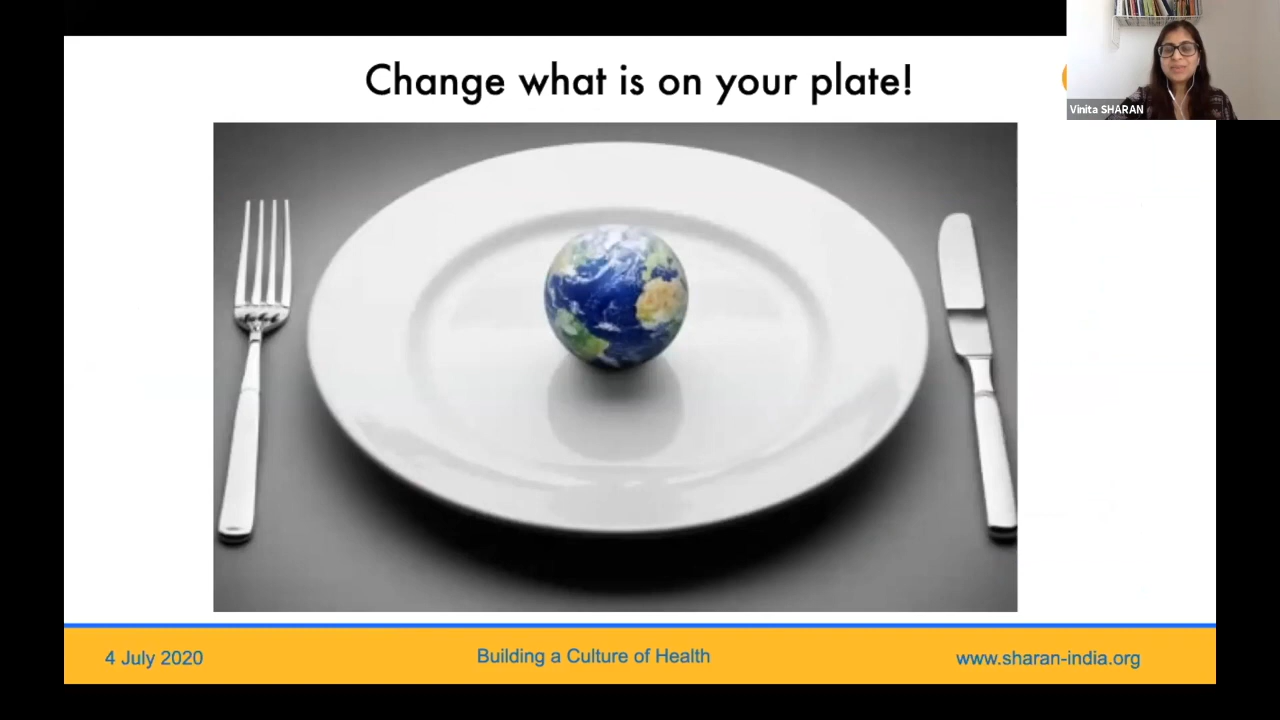 Change what is on your plate!
Vinita SHARAN
4 July 2020
Building a Culture of Health
www.sharan-india.org